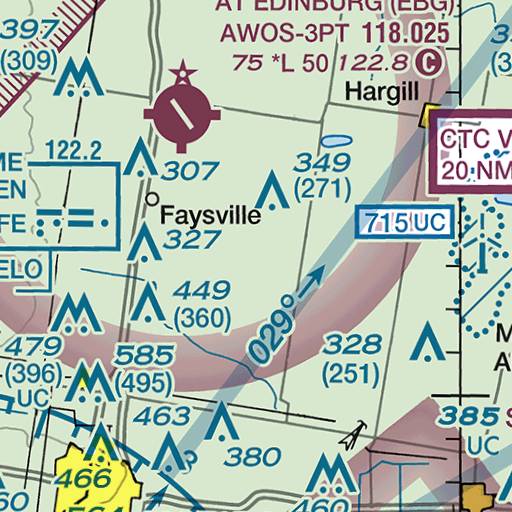 AT EDINBURG (EBG)
AWOS-3PT 118.025
75 *L 50 122.8 C
397
(309)
Hargill
CTC
20 NM
122.2
307
349
(271)
Faysville
715 UC
327
449
(360)
029°
479
(396)
UC
585
(495)
328
(251)
385
UC
463
380
466
460